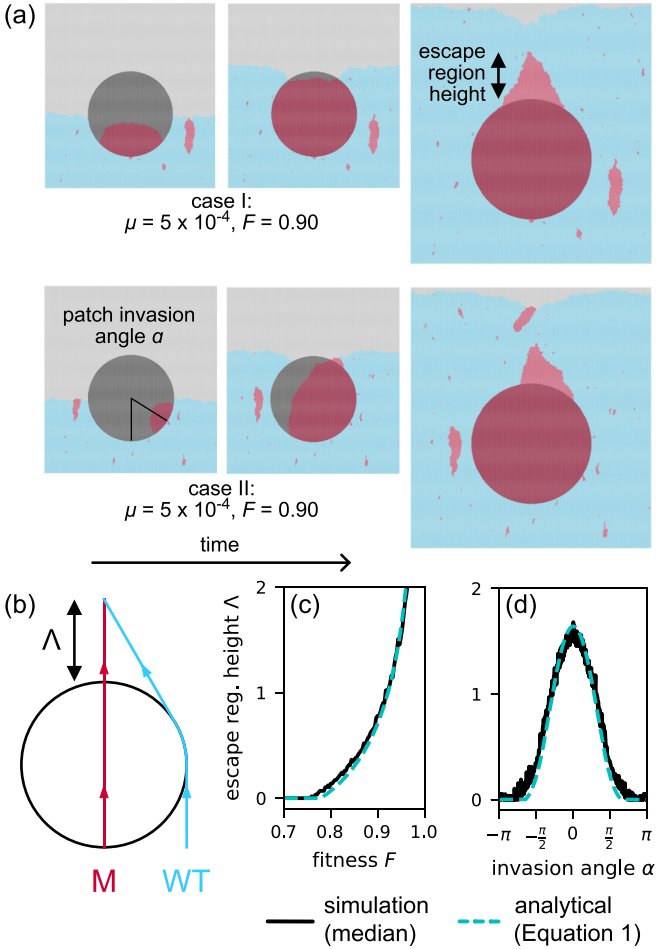 (a)
escape
region
height
case I:
μ = 5 x 10⁻⁴, F = 0.90
patch invasion
angle α
case II:
μ = 5 x 10⁻⁴, F = 0.90
time
(b)
Λ
M
WT
(c)
escape reg. height Λ
2
1
0
0.7 0.8 0.9 1.0
fitness F
(d)
2
1
0
−π −π/2 0 π/2 π
invasion angle α
simulation
(median)
analytical
(Equation 1)